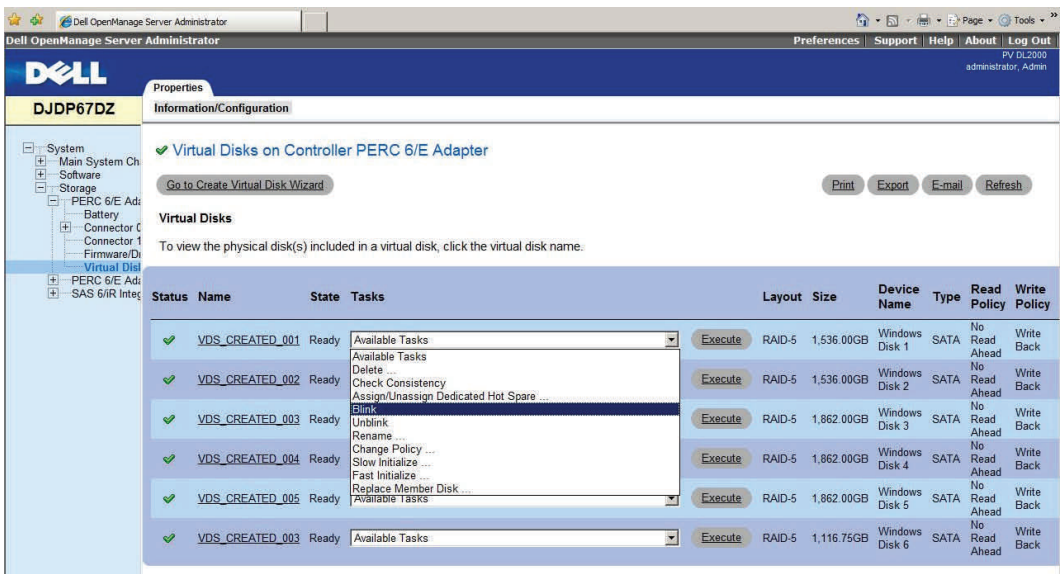 Dell OpenManage Server Administrator
Page Tools »
Dell OpenManage Server Administrator Preferences Support Help About Log Out
PV DL2000
administrator, Admin
DELL
Properties
DJDP67DZ Information/Configuration
System
Main System Ch
Software
Storage
PERC 6/E Ada
Battery
Connector 0
Connector 1
Firmware/Dr
Virtual Disk
PERC 6/E Ada
SAS 6/iR Integ
Virtual Disks on Controller PERC 6/E Adapter
Go to Create Virtual Disk Wizard Print Export E-mail Refresh
Virtual Disks
To view the physical disk(s) included in a virtual disk, click the virtual disk name.
Status Name State Tasks Layout Size Device Name Type Read Policy Write Policy
VDS_CREATED_001 Ready Available Tasks Execute RAID-5 1,536.00GB Windows Disk 1 SATA No Read Ahead Write Back
Available Tasks
Delete ...
Check Consistency
Assign/Unassign Dedicated Hot Spare ...
Blink
Unblink
Rename ...
Change Policy ...
Slow Initialize ...
Fast Initialize ...
Replace Member Disk ...
VDS_CREATED_002 Ready Execute RAID-5 1,536.00GB Windows Disk 2 SATA No Read Ahead Write Back
VDS_CREATED_003 Ready Execute RAID-5 1,862.00GB Windows Disk 3 SATA No Read Ahead Write Back
VDS_CREATED_004 Ready Execute RAID-5 1,862.00GB Windows Disk 4 SATA No Read Ahead Write Back
VDS_CREATED_005 Ready Available Tasks Execute RAID-5 1,862.00GB Windows Disk 5 SATA No Read Ahead Write Back
VDS_CREATED_003 Ready Available Tasks Execute RAID-5 1,116.75GB Windows Disk 6 SATA No Read Ahead Write Back